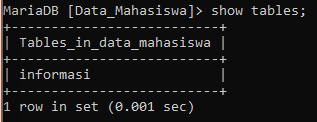 MariaDB [Data_Mahasiswa]> show tables;
+--------------------------+
| Tables_in_data_mahasiswa |
+--------------------------+
| informasi                |
+--------------------------+
1 row in set (0.001 sec)